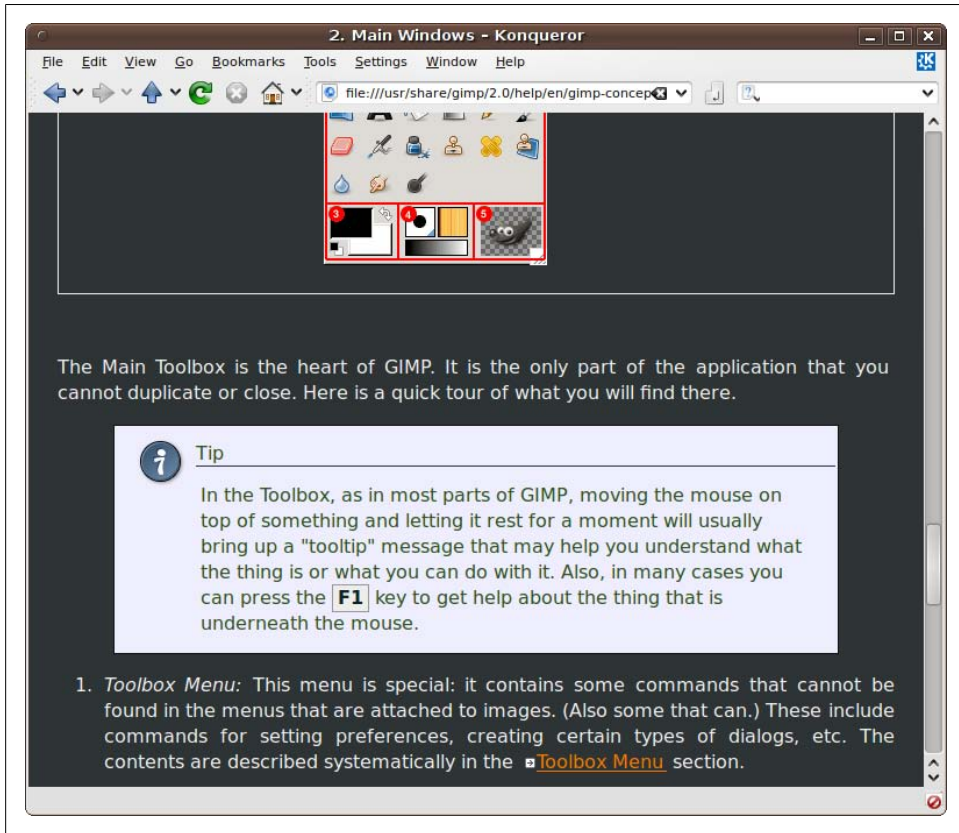 2. Main Windows - Konqueror
File Edit View Go Bookmarks Tools Settings Window Help
file:///usr/share/gimp/2.0/help/en/gimp-concep
3 4 5
The Main Toolbox is the heart of GIMP. It is the only part of the application that you
cannot duplicate or close. Here is a quick tour of what you will find there.
Tip
In the Toolbox, as in most parts of GIMP, moving the mouse on
top of something and letting it rest for a moment will usually
bring up a "tooltip" message that may help you understand what
the thing is or what you can do with it. Also, in many cases you
can press the F1 key to get help about the thing that is
underneath the mouse.
1. Toolbox Menu: This menu is special: it contains some commands that cannot be
found in the menus that are attached to images. (Also some that can.) These include
commands for setting preferences, creating certain types of dialogs, etc. The
contents are described systematically in the Toolbox Menu section.